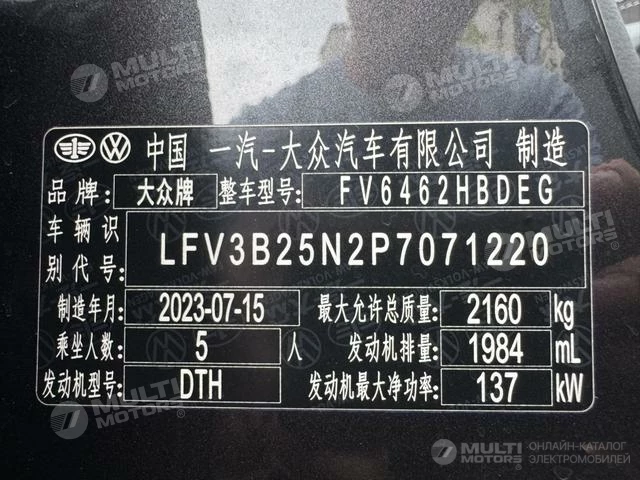 MULTI MOTORS
MULTI MOTORS
中国 一汽-大众汽车有限公司 制造
品牌: 大众牌 整车型号: FV6462HBDEG
车辆识别代号: LFV3B25N2P7071220
制造年月: 2023-07-15 最大允许总质量: 2160 kg
乘坐人数: 5 人 发动机排量: 1984 mL
发动机型号: DTH 发动机最大净功率: 137 kW
MULTI MOTORS
MULTI MOTORS ОНЛАЙН-КАТАЛОГ ЭЛЕКТРОМОБИЛЕЙ